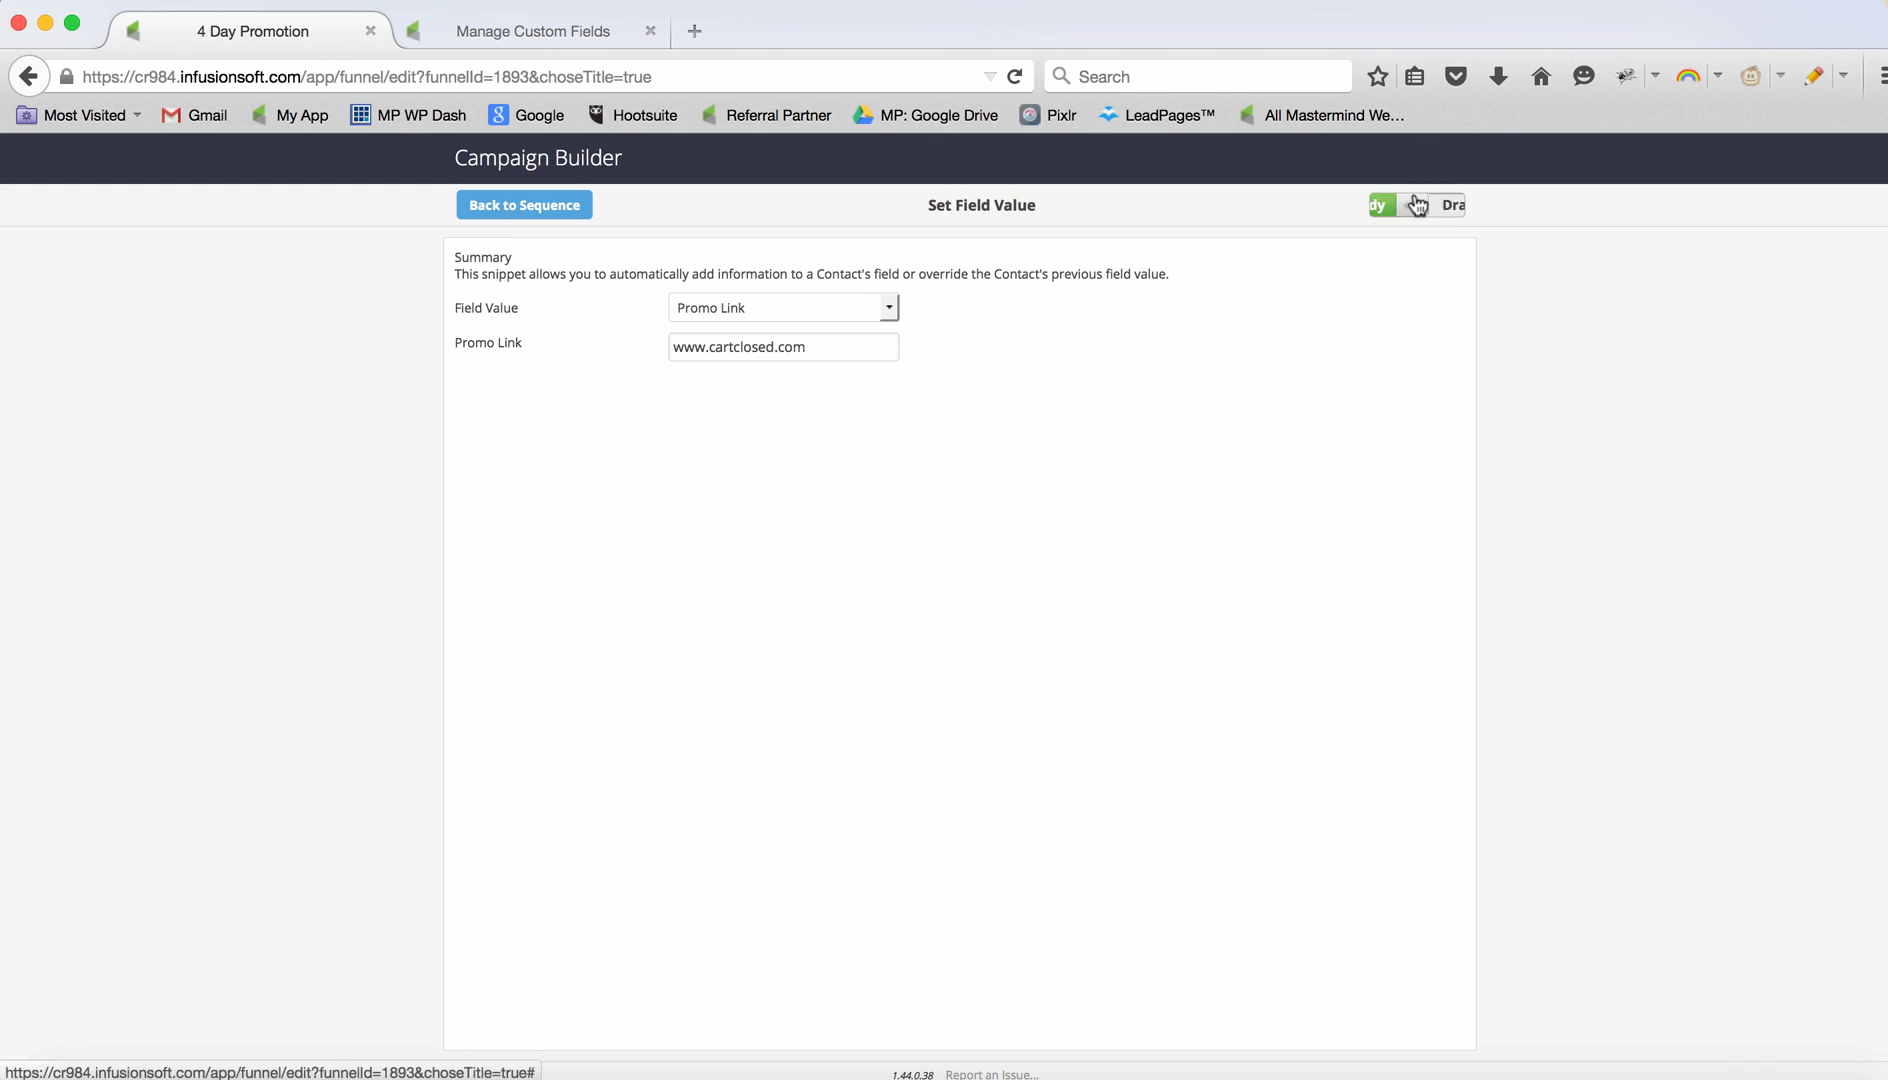 4 Day Promotion
Manage Custom Fields
https://cr984.infusionsoft.com/app/funnel/edit?funnelId=1893&choseTitle=true
Search
Most Visited
Gmail
My App
MP WP Dash
Google
Hootsuite
Referral Partner
MP: Google Drive
Pixlr
LeadPages™
All Mastermind We...
Campaign Builder
Back to Sequence
Set Field Value
dy
Dra
Summary
This snippet allows you to automatically add information to a Contact's field or override the Contact's previous field value.
Field Value
Promo Link
Promo Link
www.cartclosed.com
https://cr984.infusionsoft.com/app/funnel/edit?funnelId=1893&choseTitle=true#
1.44.0.38
Report an Issue...